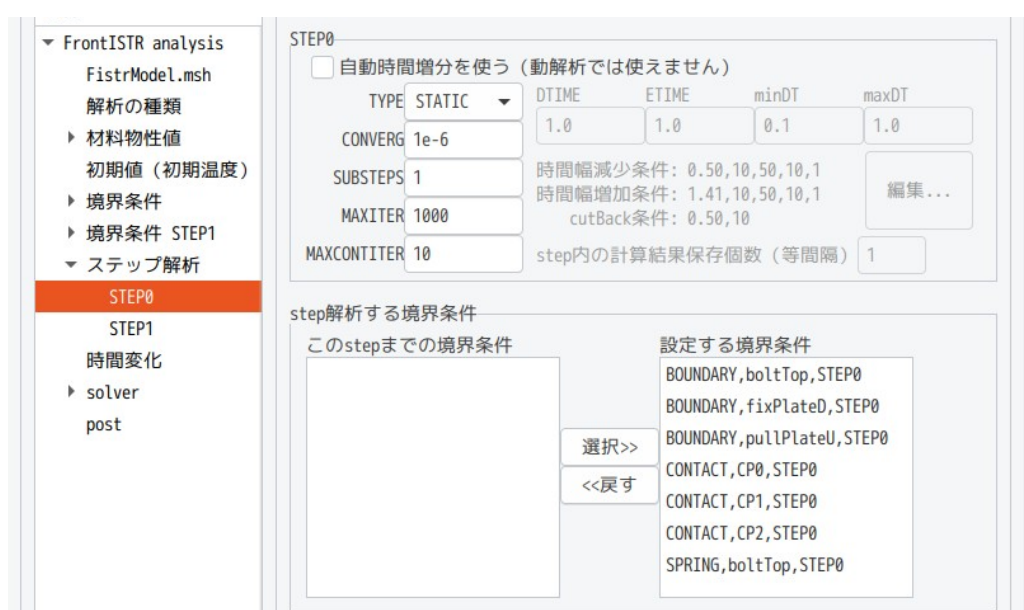 FrontISTR analysis
FistrModel.msh
解析の種類
材料物性値
初期値（初期温度）
境界条件
境界条件 STEP1
ステップ解析
STEP0
STEP1
時間変化
solver
post
STEP0
自動時間増分を使う（動解析では使えません）
TYPE STATIC
CONVERG 1e-6
SUBSTEPS 1
MAXITER 1000
MAXCONTITER 10
DTIME ETIME minDT maxDT
1.0 1.0 0.1 1.0
時間幅減少条件: 0.50,10,50,10,1
時間幅増加条件: 1.41,10,50,10,1
cutBack条件: 0.50,10
編集...
step内の計算結果保存個数（等間隔） 1
step解析する境界条件
このstepまでの境界条件
選択>>
<<戻す
設定する境界条件
BOUNDARY,boltTop,STEP0
BOUNDARY,fixPlateD,STEP0
BOUNDARY,pullPlateU,STEP0
CONTACT,CP0,STEP0
CONTACT,CP1,STEP0
CONTACT,CP2,STEP0
SPRING,boltTop,STEP0